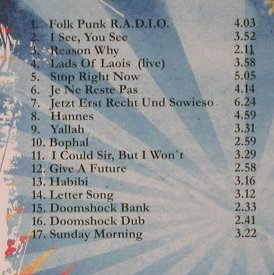 1. Folk Punk R.A.D.I.O. 4.03
2. I See, You See 3.52
3. Reason Why 2.11
4. Lads Of Laois (live) 3.58
5. Stop Right Now 5.05
6. Je Ne Reste Pas 4.14
7. Jetzt Erst Recht Und Sowieso 6.24
8. Hannes 4.59
9. Yallah 3.31
10. Bophal 2.59
11. I Could Sir, But I Won`t 3.29
12. Give A Future 2.58
13. Habibi 3.16
14. Letter Song 3.12
15. Doomshock Bank 2.33
16. Doomshock Dub 2.41
17. Sunday Morning 3.22